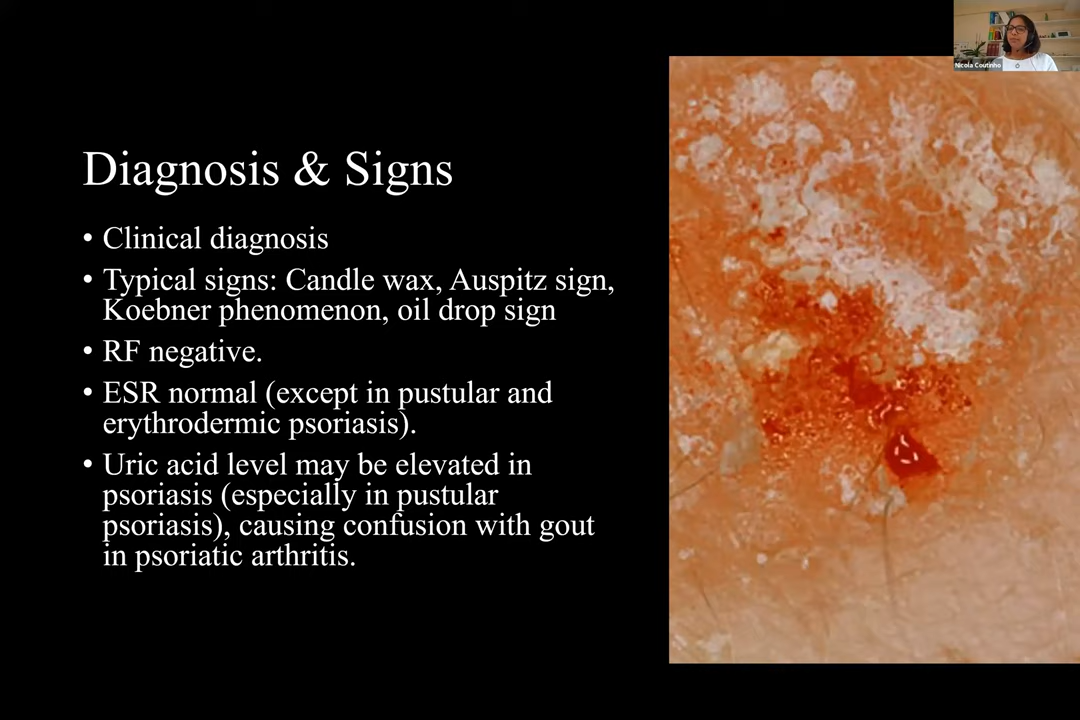 Nicola Coutinho
Diagnosis & Signs
• Clinical diagnosis
• Typical signs: Candle wax, Auspitz sign,
Koebner phenomenon, oil drop sign
• RF negative.
• ESR normal (except in pustular and
erythrodermic psoriasis).
• Uric acid level may be elevated in
psoriasis (especially in pustular
psoriasis), causing confusion with gout
in psoriatic arthritis.